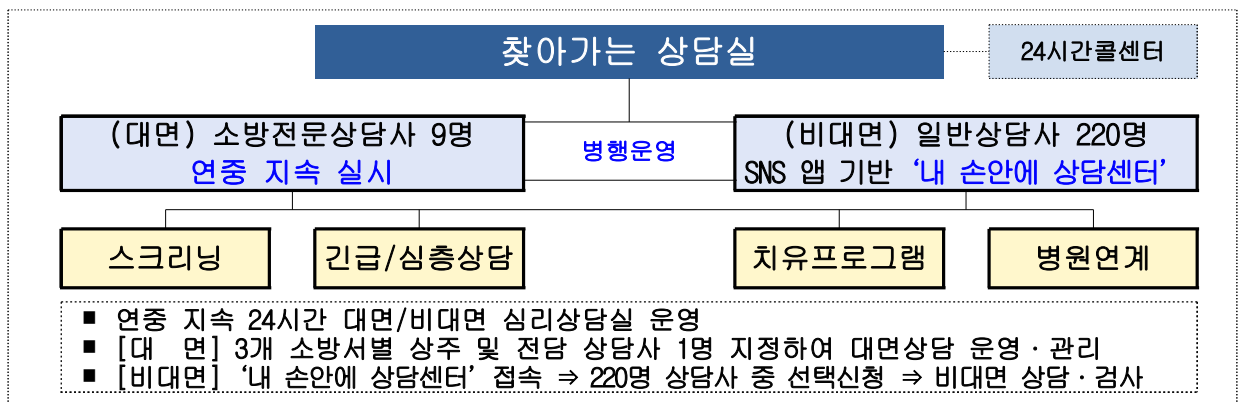 찾아가는 상담실
24시간콜센터
(대면) 소방전문상담사 9명
연중 지속 실시
병행운영
(비대면) 일반상담사 220명
SNS 앱 기반 ‘내 손안에 상담센터’
스크리닝
긴급/심층상담
치유프로그램
병원연계
▪ 연중 지속 24시간 대면/비대면 심리상담실 운영
▪ [대 면] 3개 소방서별 상주 및 전담 상담사 1명 지정하여 대면상담 운영·관리
▪ [비대면] ‘내 손안에 상담센터’ 접속 ⇒ 220명 상담사 중 선택신청 ⇒ 비대면 상담·검사